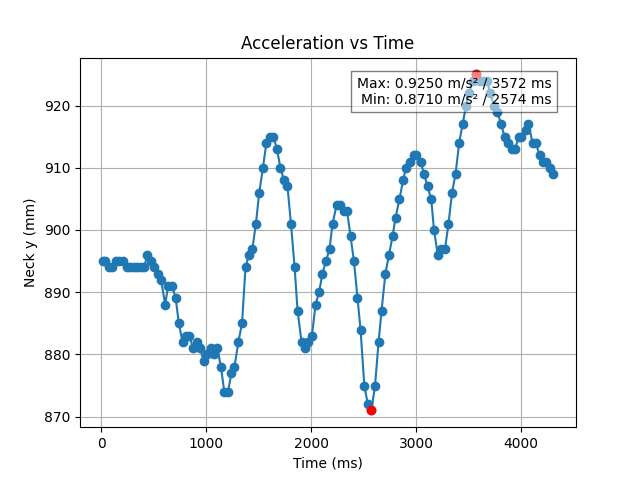 Acceleration vs Time
Max: 0.9250 m/s² / 3572 ms
Min: 0.8710 m/s² / 2574 ms
Neck y (mm)
920
910
900
890
880
870
0 1000 2000 3000 4000
Time (ms)